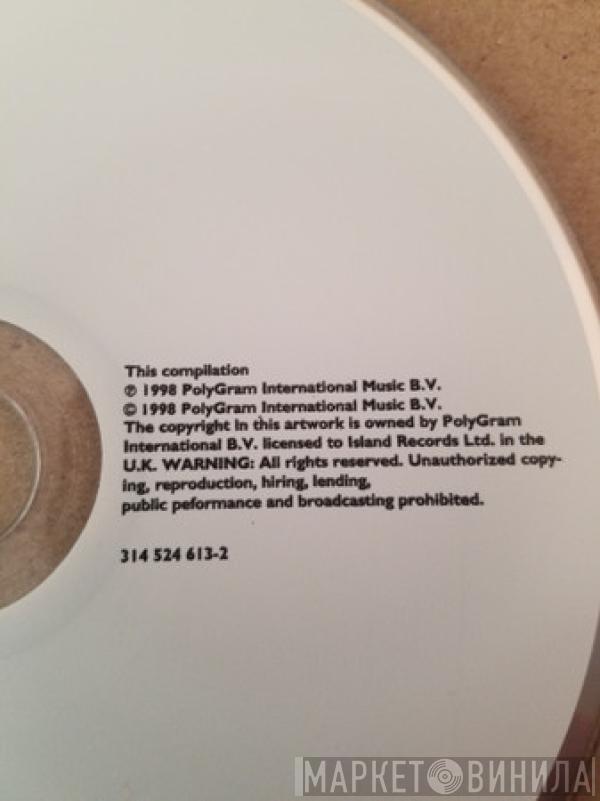 This compilation
℗ 1998 PolyGram International Music B.V.
© 1998 PolyGram International Music B.V.
The copyright in this artwork is owned by PolyGram
International B.V. licensed to Island Records Ltd. in the
U.K. WARNING: All rights reserved. Unauthorized copy-
ing, reproduction, hiring, lending,
public peformance and broadcasting prohibited.
314 524 613-2
МАРКЕТ ВИНИЛА